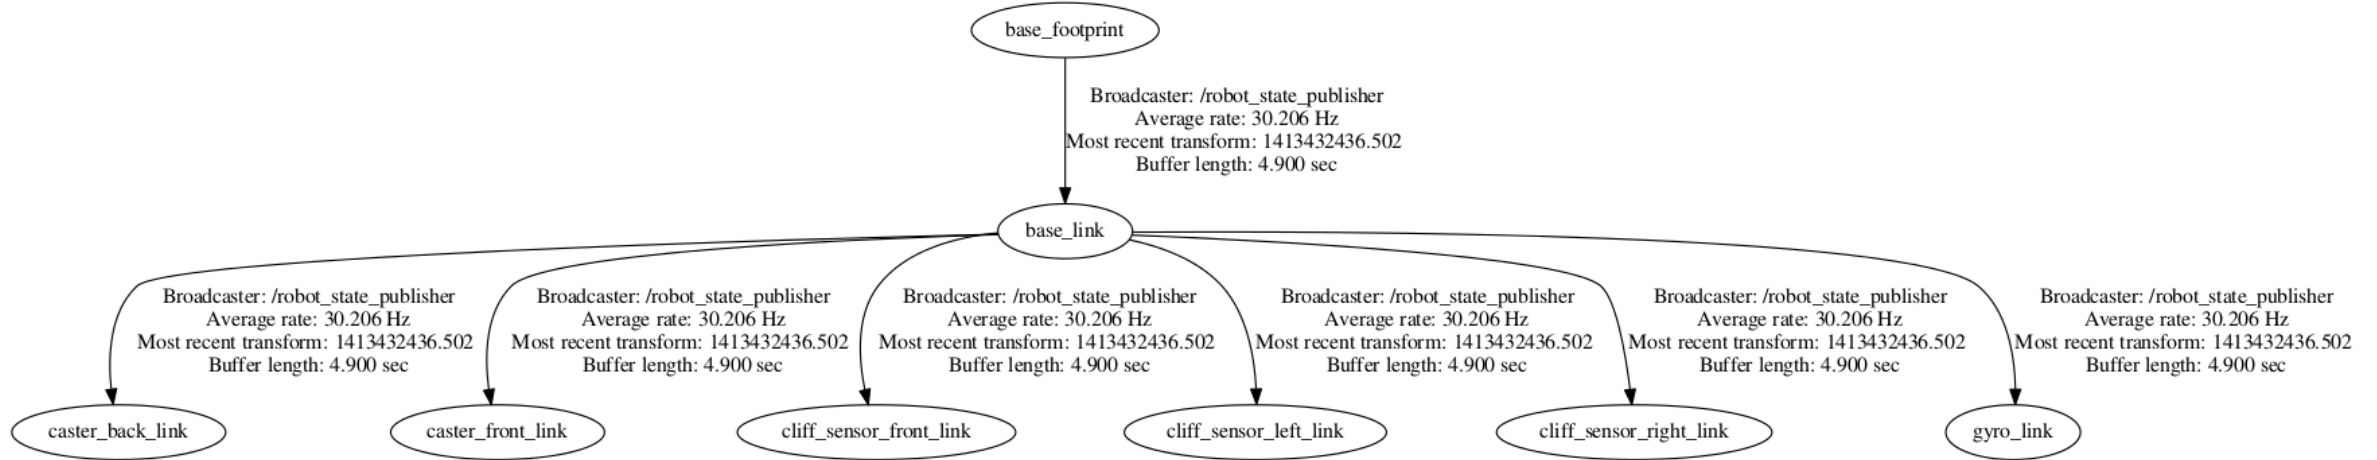 base_footprint
Broadcaster: /robot_state_publisher
Average rate: 30.206 Hz
Most recent transform: 1413432436.502
Buffer length: 4.900 sec
base_link
Broadcaster: /robot_state_publisher
Average rate: 30.206 Hz
Most recent transform: 1413432436.502
Buffer length: 4.900 sec
Broadcaster: /robot_state_publisher
Average rate: 30.206 Hz
Most recent transform: 1413432436.502
Buffer length: 4.900 sec
Broadcaster: /robot_state_publisher
Average rate: 30.206 Hz
Most recent transform: 1413432436.502
Buffer length: 4.900 sec
Broadcaster: /robot_state_publisher
Average rate: 30.206 Hz
Most recent transform: 1413432436.502
Buffer length: 4.900 sec
Broadcaster: /robot_state_publisher
Average rate: 30.206 Hz
Most recent transform: 1413432436.502
Buffer length: 4.900 sec
Broadcaster: /robot_state_publisher
Average rate: 30.206 Hz
Most recent transform: 1413432436.502
Buffer length: 4.900 sec
caster_back_link
caster_front_link
cliff_sensor_front_link
cliff_sensor_left_link
cliff_sensor_right_link
gyro_link